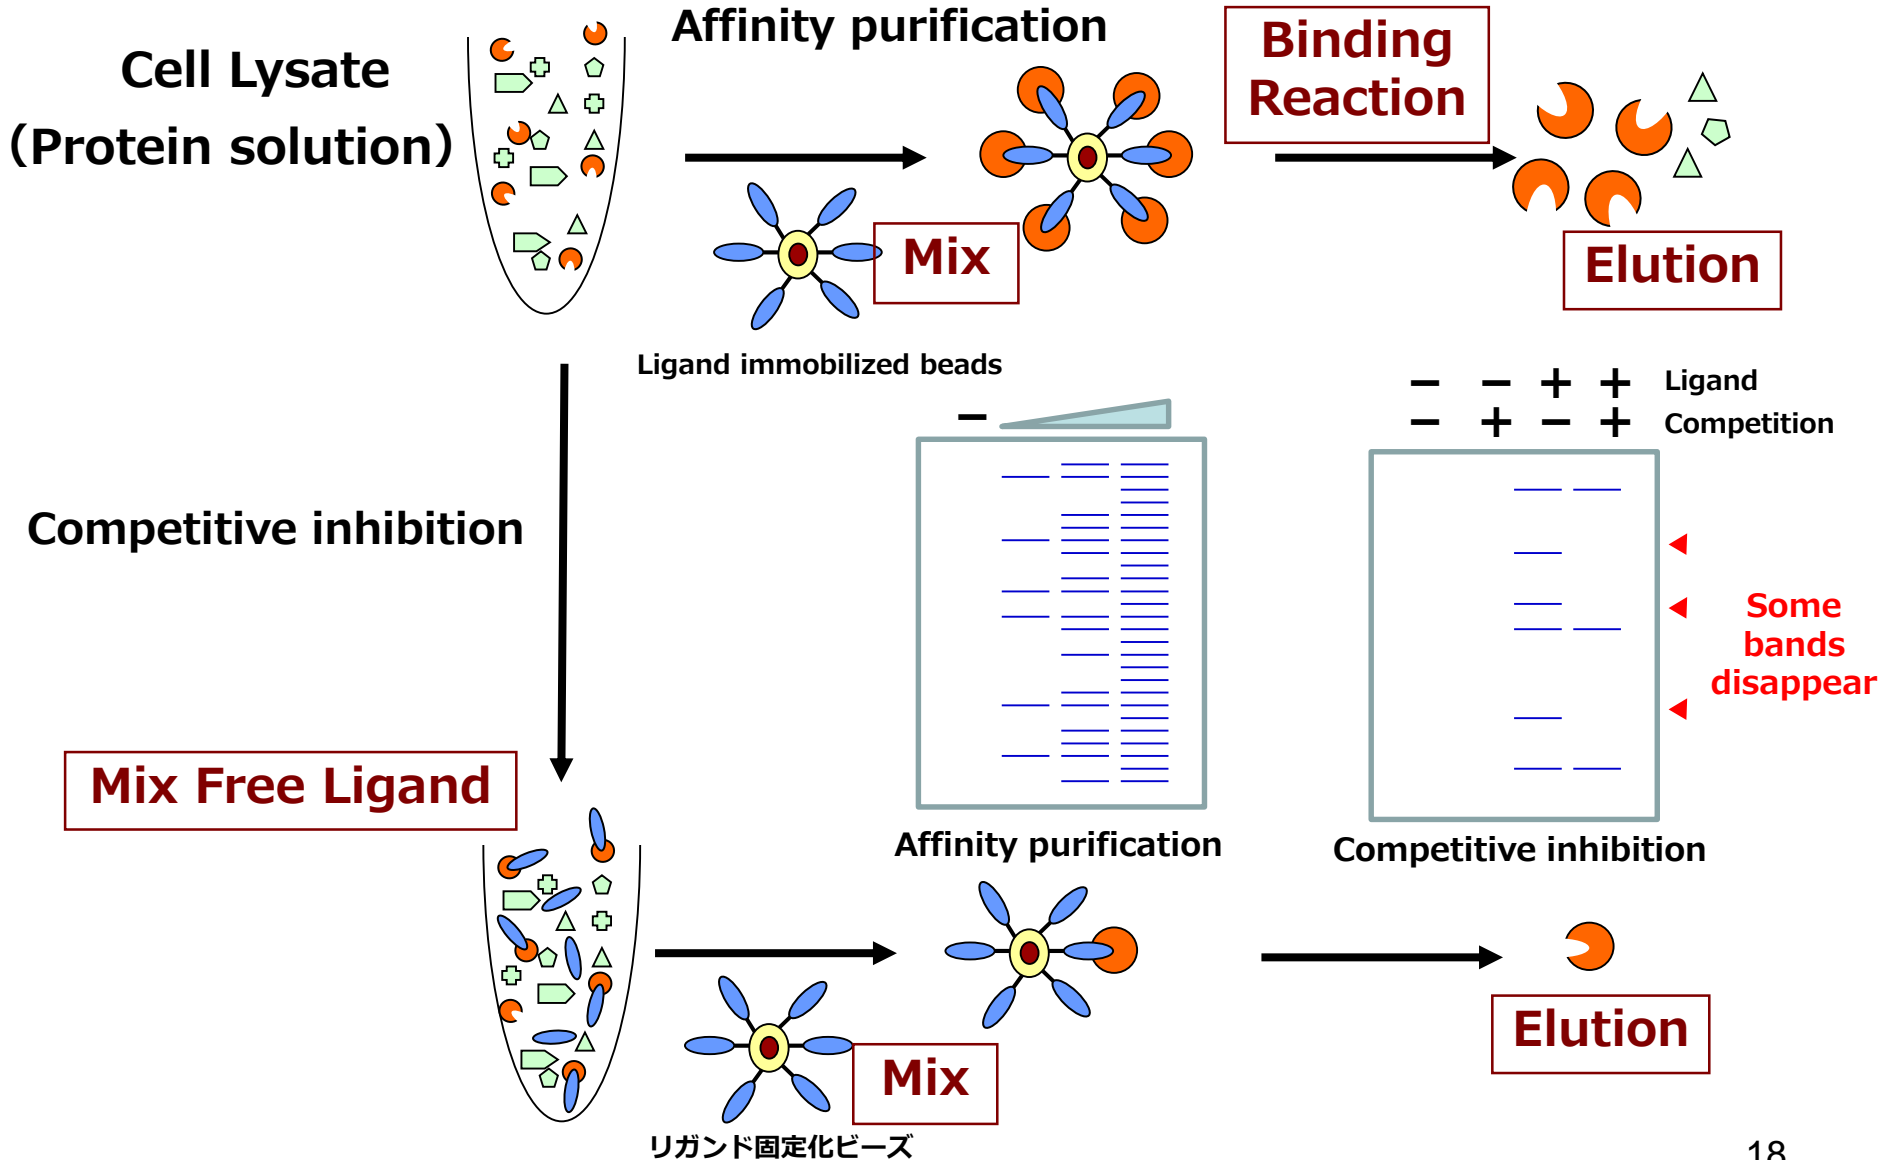 Affinity purification
Cell Lysate
（Protein solution）
Binding
Reaction
Mix
Elution
Ligand immobilized beads
− − + + Ligand
− + − + Competition
−
Competitive inhibition
Some
bands
disappear
Mix Free Ligand
Affinity purification
Competitive inhibition
Mix
Elution
リガンド固定化ビーズ
18